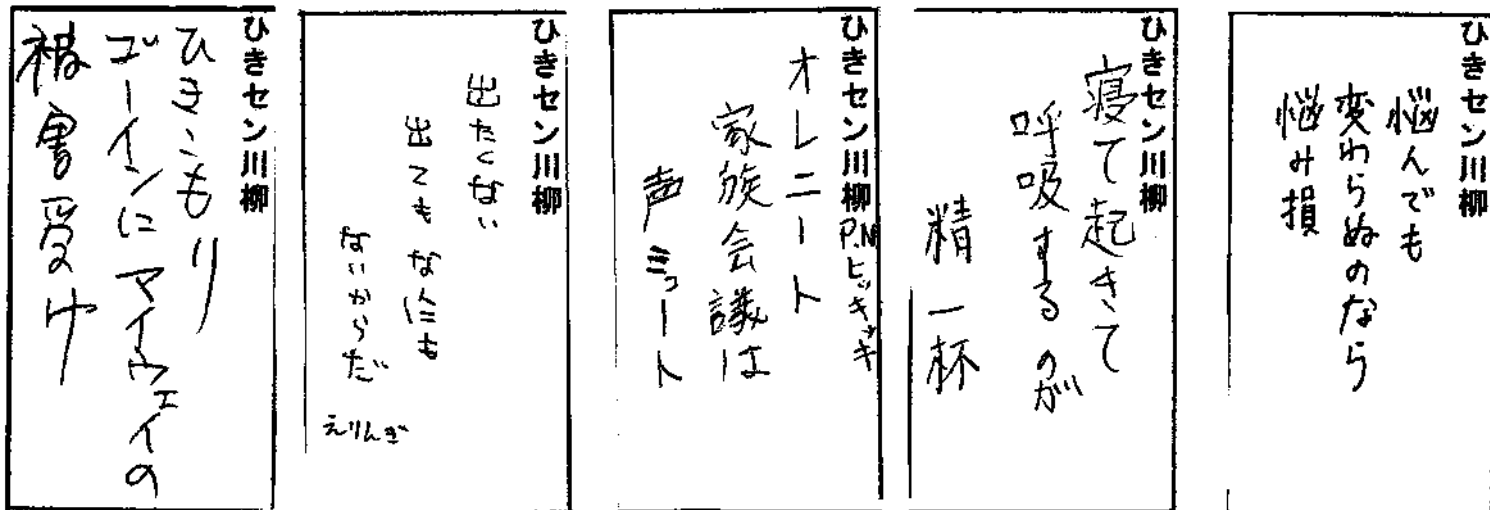 ひきセン川柳
悩んでも
変わらぬのなら
悩み損
ひきセン川柳
寝て起きて
呼吸するのが
精一杯
ひきセン川柳
P.N ヒッキーッキ
オレニート
家族会議は
声ミュート
ひきセン川柳
出たくない
出ても なんにも
ないからだ
えりんぎ
ひきセン川柳
ひきこもり
ゴーインにマイウェイの
被害受け